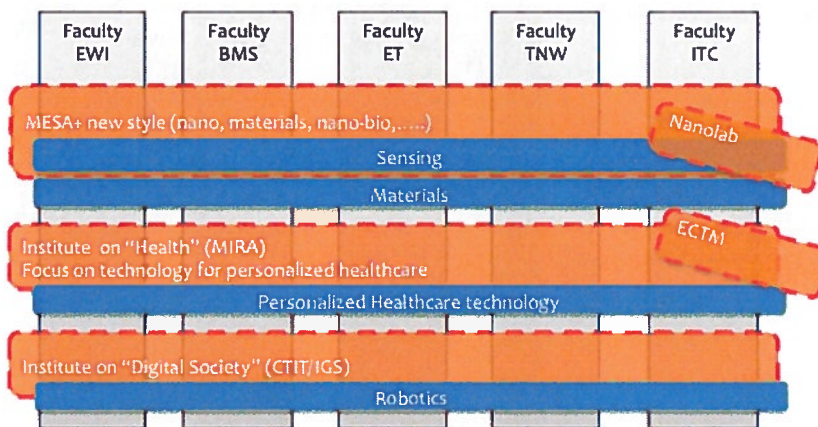 Faculty EWI
Faculty BMS
Faculty ET
Faculty TNW
Faculty ITC
MESA+ new style (nano, materials, nano-bio,.....)
Nanolab
Sensing
Materials
ECTM
Institute on “Health” (MIRA)
Focus on technology for personalized healthcare
Personalized Healthcare technology
Institute on “Digital Society” (CTIT/IGS)
Robotics